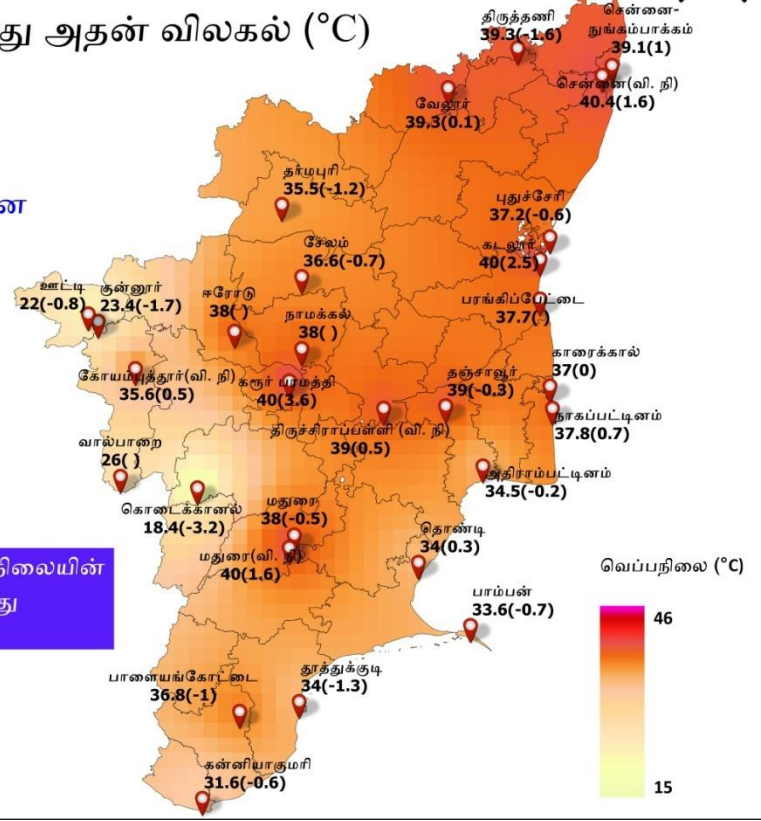 து அதன் விலகல் (°C)
திருத்தணி
39.3(-1.6)
சென்னை-
நுங்கம்பாக்கம்
39.1(1)
சென்னை(வி. நி)
40.4(1.6)
வேலூர்
39.3(0.1)
தர்மபுரி
35.5(-1.2)
ன
புதுச்சேரி
37.2(-0.6)
சேலம்
36.6(-0.7)
கடலூர்
40(2.5)
ஊட்டி
22(-0.8)
குன்னூர்
23.4(-1.7)
ஈரோடு
38( )
நாமக்கல்
38( )
பரங்கிப்பேட்டை
37.7( )
காரைக்கால்
37(0)
கோயம்புத்தூர்(வி. நி)
35.6(0.5)
கரூர் பரமத்தி
40(3.6)
தஞ்சாவூர்
39(-0.3)
நாகப்பட்டினம்
37.8(0.7)
திருச்சிராப்பள்ளி (வி. நி)
39(0.5)
வால்பாறை
26( )
அதிராம்பட்டினம்
34.5(-0.2)
கொடைக்கானல்
18.4(-3.2)
மதுரை
38(-0.5)
தொண்டி
34(0.3)
மதுரை(வி. நி)
40(1.6)
நிலையின்
து
வெப்பநிலை (°C)
46
15
பாம்பன்
33.6(-0.7)
பாளையங்கோட்டை
36.8(-1)
தூத்துக்குடி
34(-1.3)
கன்னியாகுமரி
31.6(-0.6)